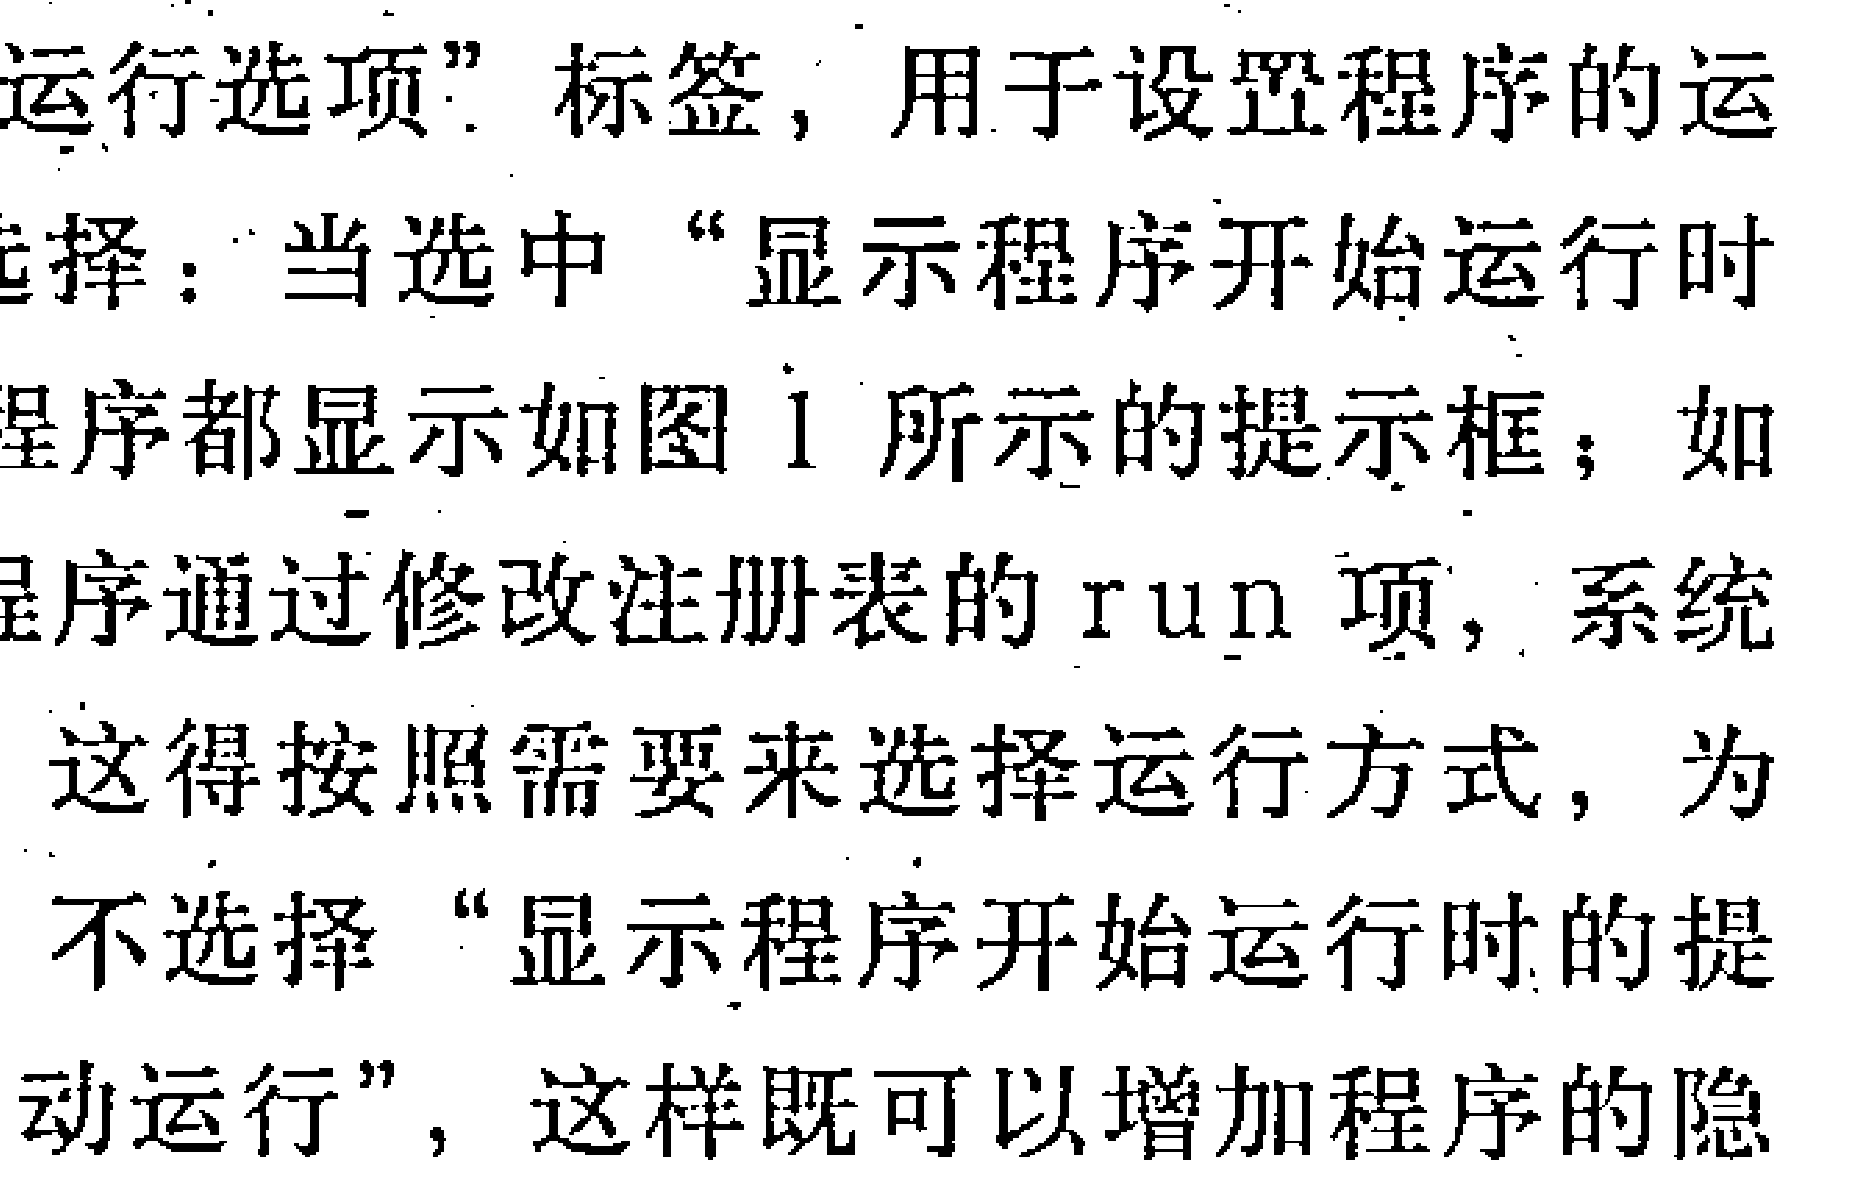 运行选项” 标签，用于设置程序的运
选择：当选中 “显示程序开始运行时
程序都显示如图 1 所示的提示框；如
程序通过修改注册表的 run 项，系统
这得按照需要来选择运行方式，为
不选择 “显示程序开始运行时的提
动运行”，这样既可以增加程序的隐